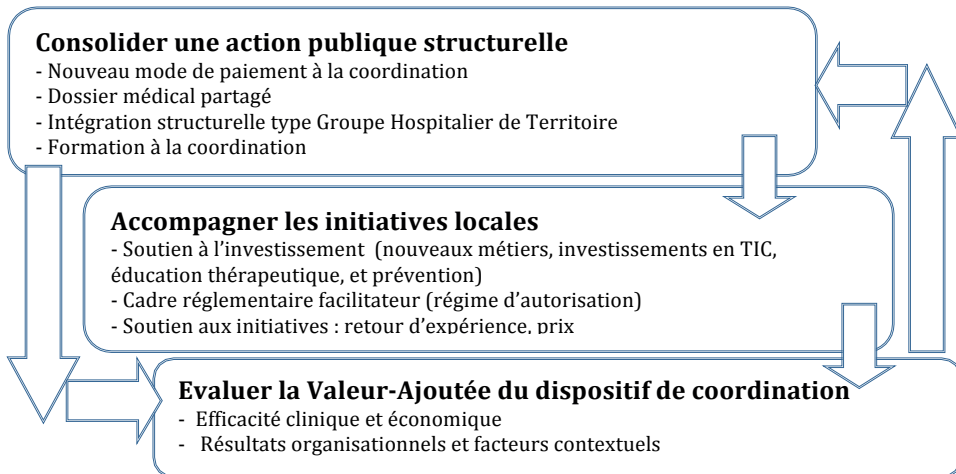 Consolider une action publique structurelle
- Nouveau mode de paiement à la coordination
- Dossier médical partagé
- Intégration structurelle type Groupe Hospitalier de Territoire
- Formation à la coordination
Accompagner les initiatives locales
- Soutien à l’investissement (nouveaux métiers, investissements en TIC,
éducation thérapeutique, et prévention)
- Cadre réglementaire facilitateur (régime d’autorisation)
- Soutien aux initiatives : retour d’expérience, prix
Evaluer la Valeur-Ajoutée du dispositif de coordination
- Efficacité clinique et économique
- Résultats organisationnels et facteurs contextuels